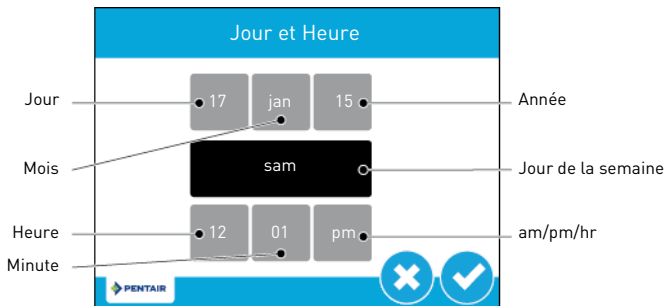 Jour et Heure
Jour 17 jan 15 Année
Mois sam Jour de la semaine
Heure 12 01 pm am/pm/hr
Minute
PENTAIR